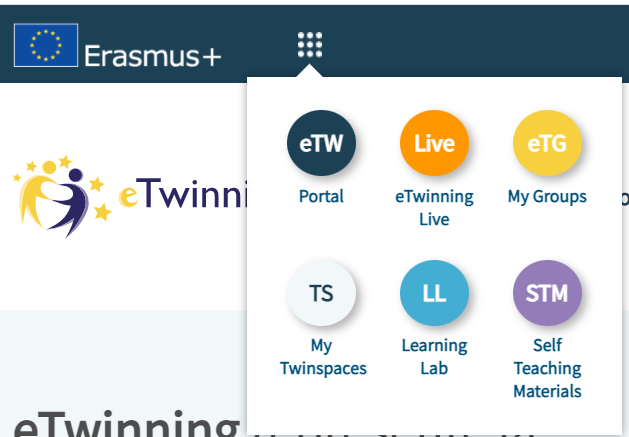 Erasmus+
eTW
Live
eTG
Portal
eTwinning
Live
My Groups
eTwinni
TS
LL
STM
My
Twinspaces
Learning
Lab
Self
Teaching
Materials
eTwinning